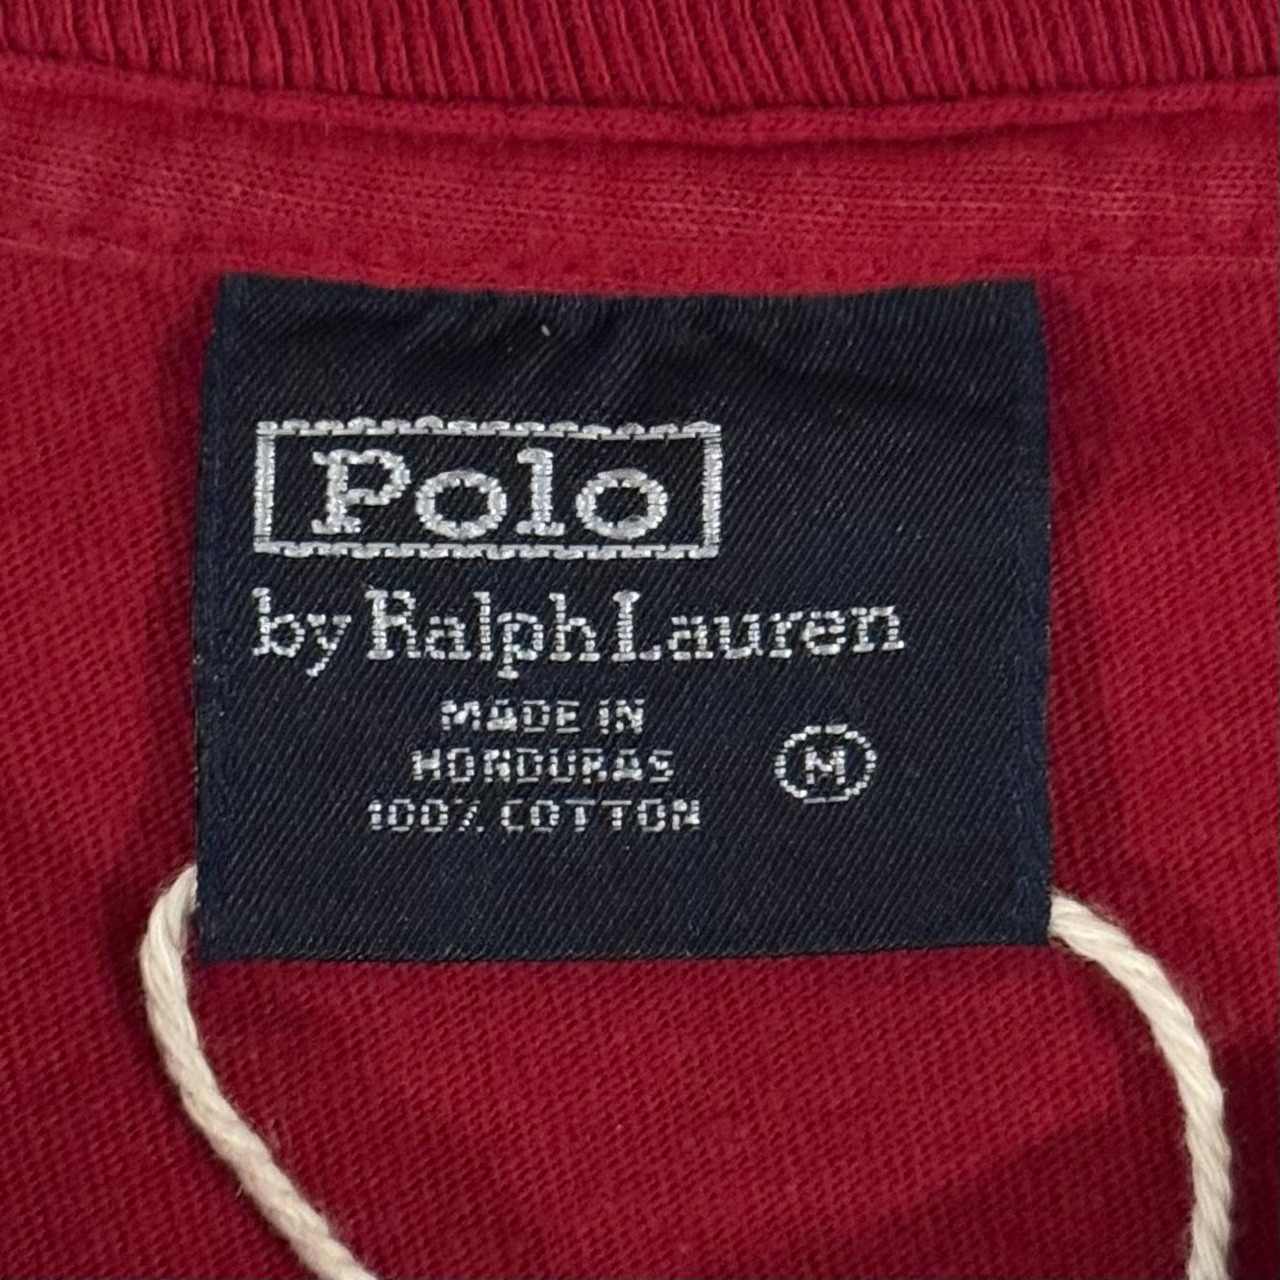 Polo
by Ralph Lauren
MADE IN
HONDURAS
100% COTTON
M